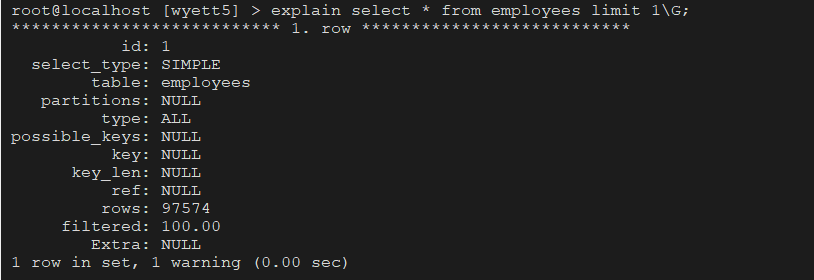 root@localhost [wyett5] > explain select * from employees limit 1\G;
*************************** 1. row ***************************
id: 1
select_type: SIMPLE
table: employees
partitions: NULL
type: ALL
possible_keys: NULL
key: NULL
key_len: NULL
ref: NULL
rows: 97574
filtered: 100.00
Extra: NULL
1 row in set, 1 warning (0.00 sec)